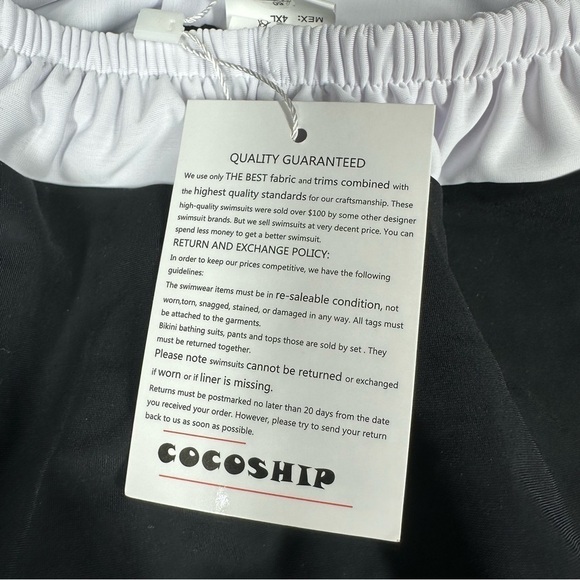 MEX: 4XL
QUALITY GUARANTEED
We use only THE BEST fabric and trims combined with
the highest quality standards for our craftsmanship. These
high-quality swimsuits were sold over $100 by some other designer
swimsuit brands. But we sell swimsuits at very decent price. You can
spend less money to get a better swimsuit.
RETURN AND EXCHANGE POLICY:
In order to keep our prices competitive, we have the following
guidelines:
The swimwear items must be in re-saleable condition, not
worn,torn, snagged, stained, or damaged in any way. All tags must
be attached to the garments.
Bikini bathing suits, pants and tops those are sold by set . They
must be returned together.
Please note swimsuits cannot be returned or exchanged
if worn or if liner is missing.
Returns must be postmarked no later than 20 days from the date
you received your order. However, please try to send your return
back to us as soon as possible.
COCOSHIP